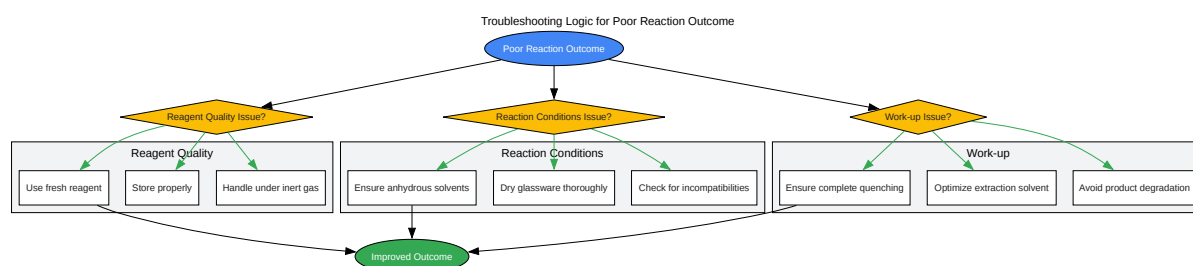 Troubleshooting Logic for Poor Reaction Outcome
Poor Reaction Outcome
Reagent Quality Issue?
Reaction Conditions Issue?
Work-up Issue?
Reagent Quality
Reaction Conditions
Work-up
Use fresh reagent
Store properly
Handle under inert gas
Ensure anhydrous solvents
Dry glassware thoroughly
Check for incompatibilities
Ensure complete quenching
Optimize extraction solvent
Avoid product degradation
Improved Outcome